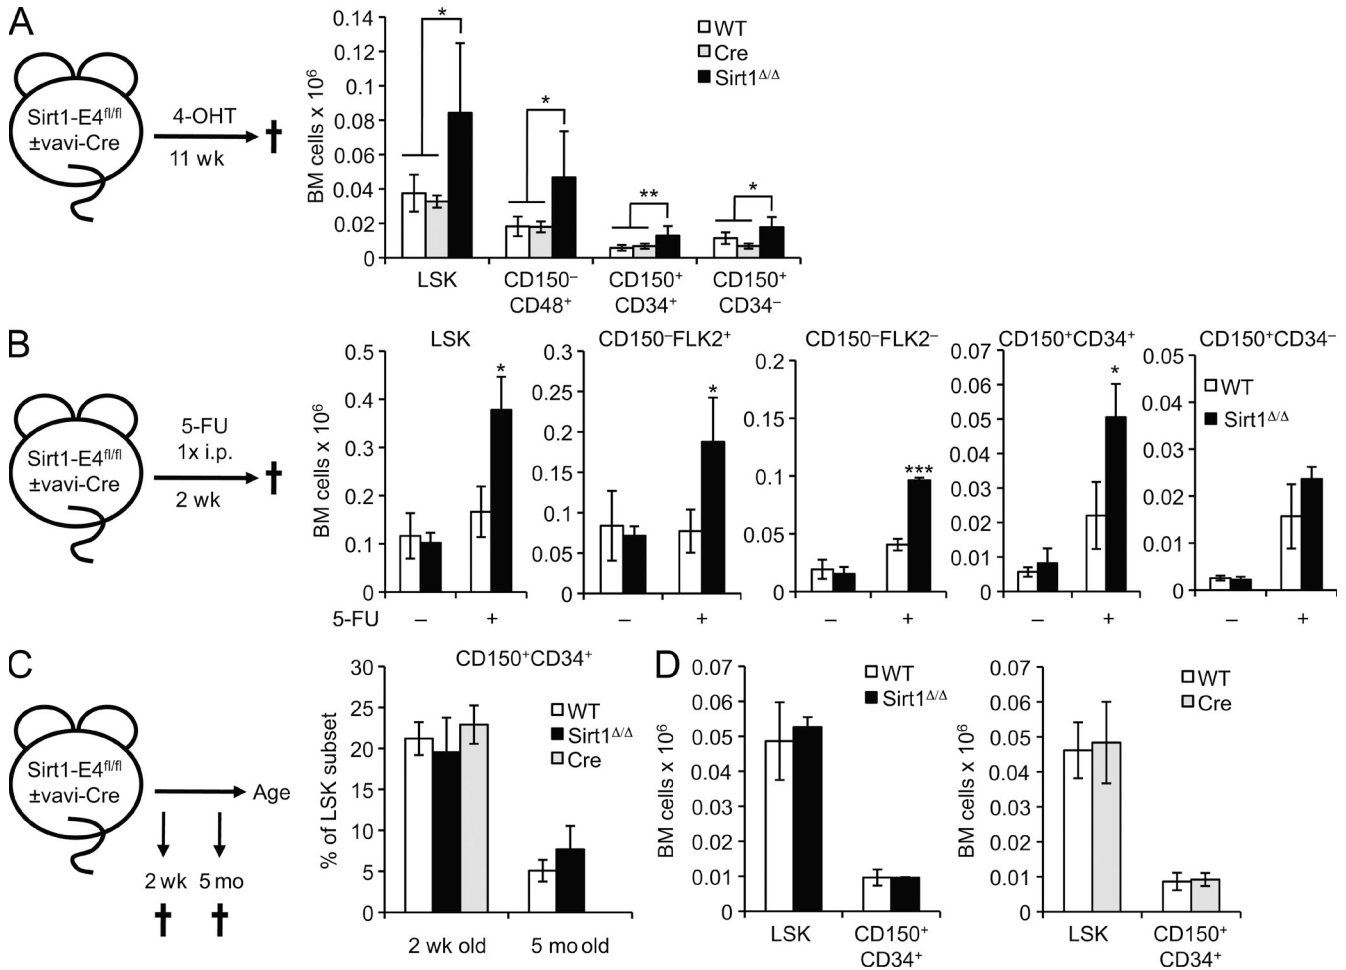 A
Sirt1-E4fl/fl
±vavi-Cre
4-OHT
11 wk
BM cells x 10⁶
0.14
0.12
0.1
0.08
0.06
0.04
0.02
0
*
*
**
*
WT
Cre
Sirt1Δ/Δ
LSK
CD150–
CD48+
CD150+
CD34+
CD150+
CD34–
B
Sirt1-E4fl/fl
±vavi-Cre
5-FU
1x i.p.
2 wk
BM cells x 10⁶
LSK
0.5
0.4
0.3
0.2
0.1
0
*
CD150–FLK2+
0.3
0.25
0.2
0.15
0.1
0.05
0
*
CD150–FLK2–
0.2
0.15
0.1
0.05
0
***
CD150+CD34+
0.07
0.06
0.05
0.04
0.03
0.02
0.01
0
*
CD150+CD34–
0.05
0.04
0.03
0.02
0.01
0
WT
Sirt1Δ/Δ
5-FU – + – + – + – + – +
C
Sirt1-E4fl/fl
±vavi-Cre
Age
2 wk 5 mo
CD150+CD34+
% of LSK subset
30
25
20
15
10
5
0
WT
Sirt1Δ/Δ
Cre
2 wk old 5 mo old
D
BM cells x 10⁶
0.07
0.06
0.05
0.04
0.03
0.02
0.01
0
WT
Sirt1Δ/Δ
LSK
CD150+
CD34+
BM cells x 10⁶
0.07
0.06
0.05
0.04
0.03
0.02
0.01
0
WT
Cre
LSK
CD150+
CD34+